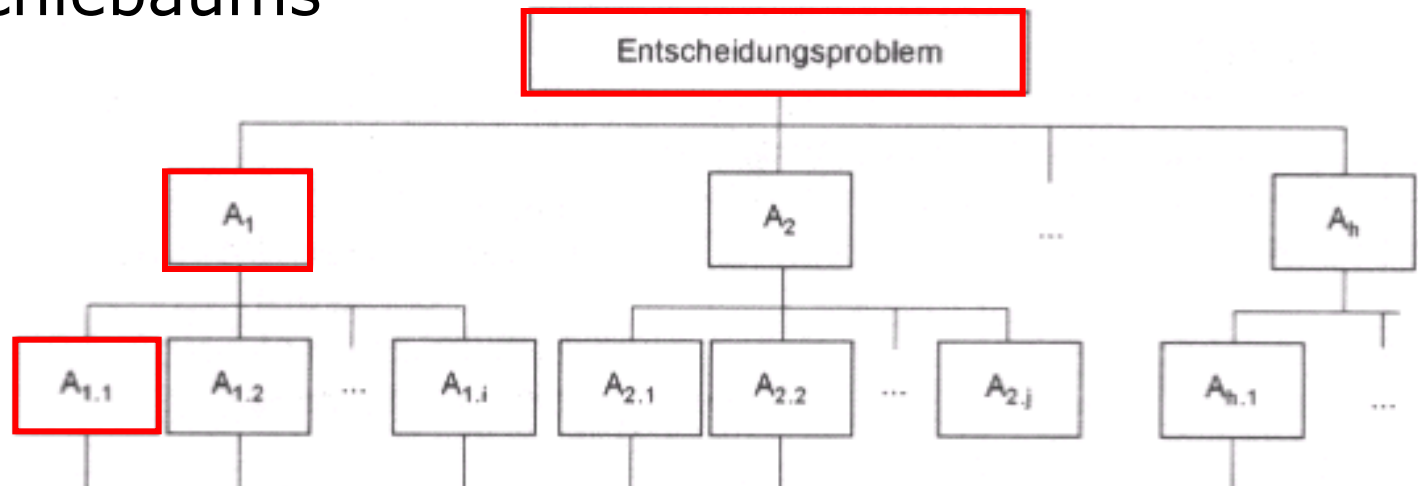 Entscheidungsproblem
A₁ A₂ ... Aₕ
A₁.₁ A₁.₂ ... A₁.ᵢ A₂.₁ A₂.₂ ... A₂.ⱼ Aₕ.₁ ...